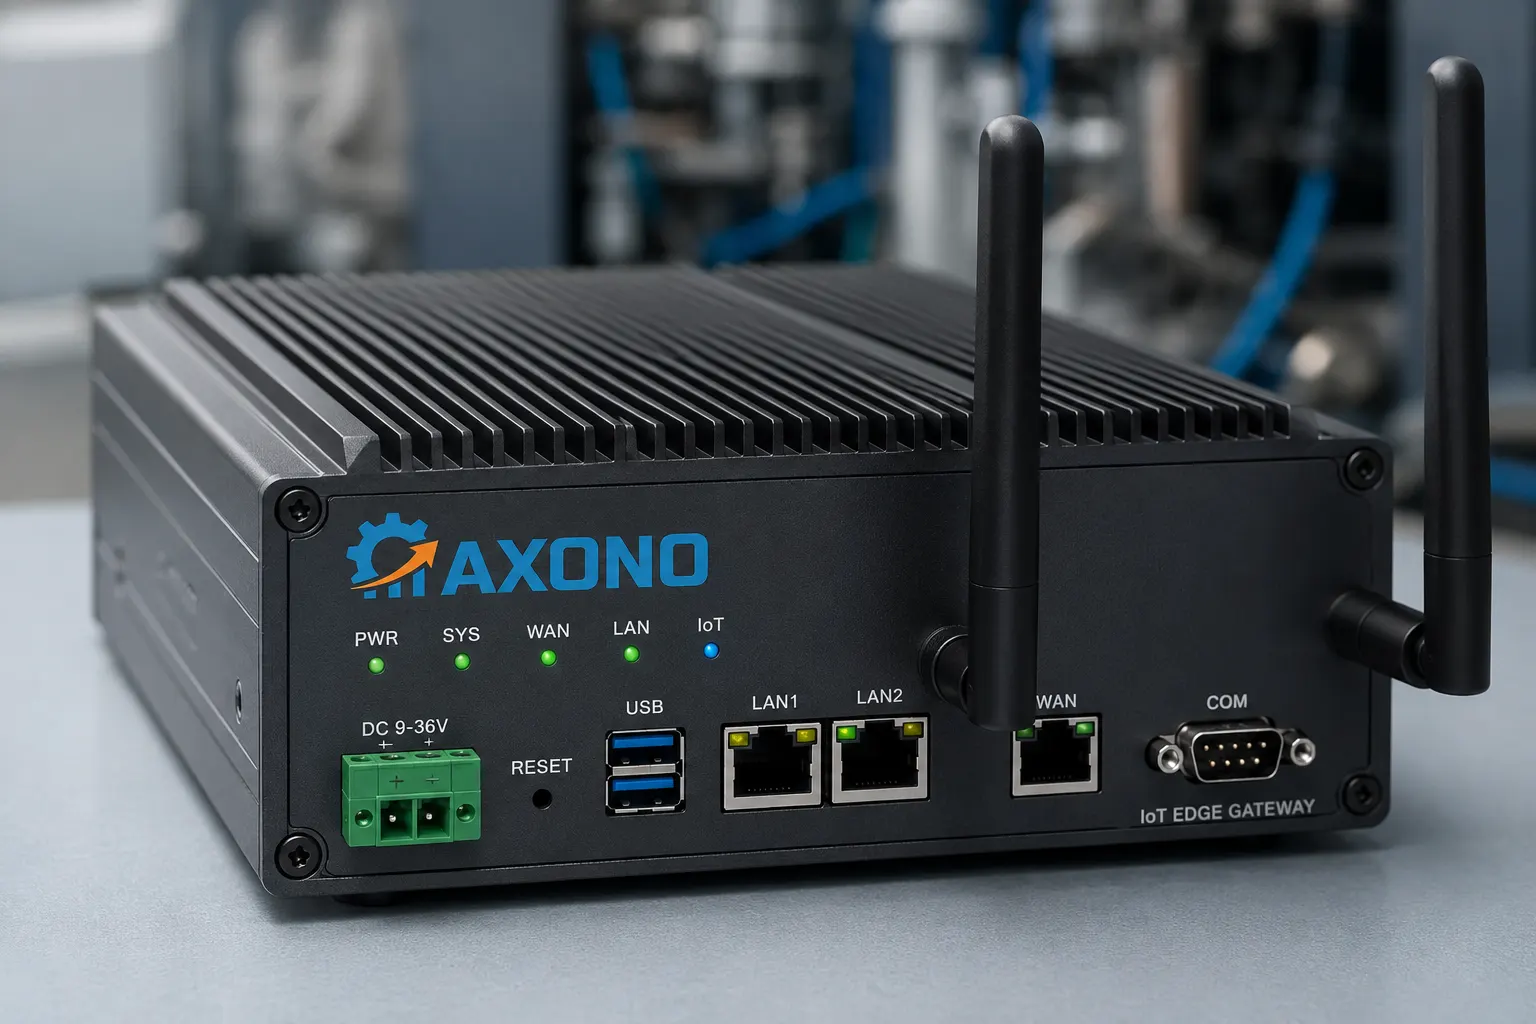 AXONO
PWR SYS WAN LAN IoT
DC 9-36V
RESET
USB
LAN1
LAN2
WAN
COM
IoT EDGE GATEWAY